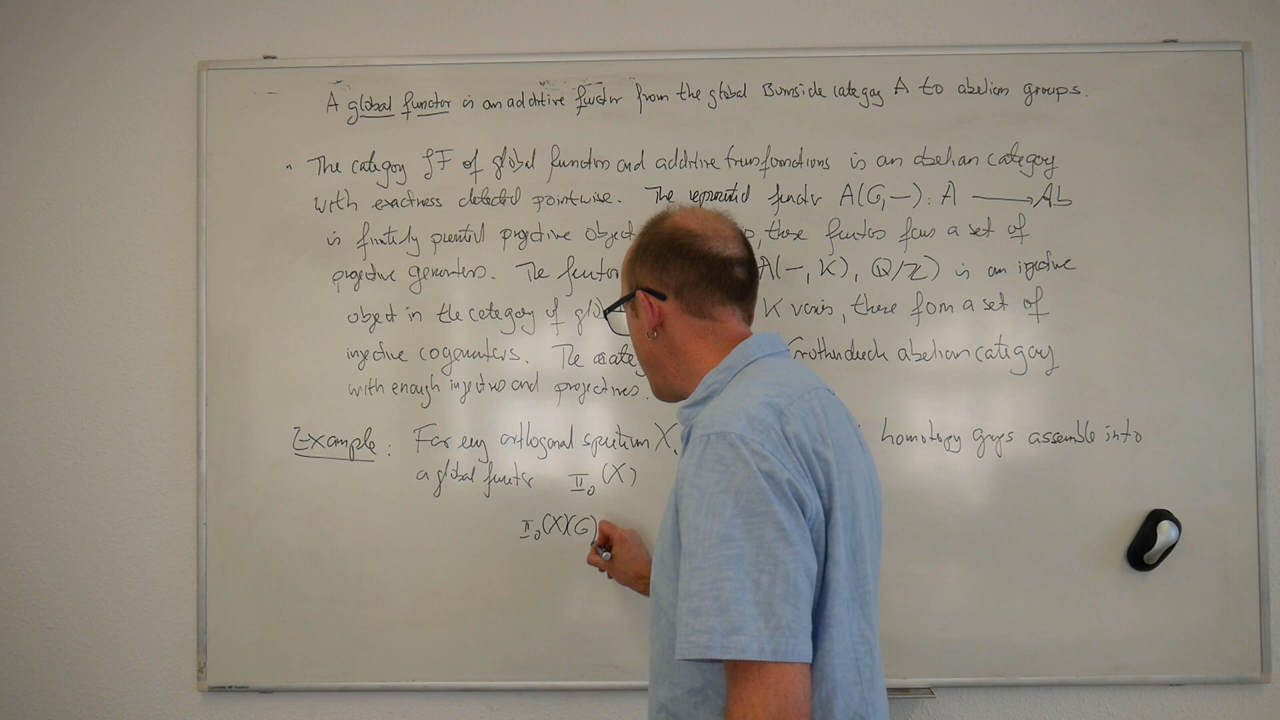 A global functor is an additive functor from the global Burnside category A to abelian groups.
The category GF of global functors and additive transformations is an abelian category
with exactness detected pointwise. The represented functor A(G,-): A → Ab
is finitely presented projective object, these functors form a set of
projective generators. The functor A(-, K), Q/Z) is an injective
object in the category of K varies, these form a set of
injective cogenerators. The Grothendieck abelian category
with enough injectives and projectives.
Example: For every orthogonal spectrum X, homotopy groups assemble into
a global functor π₀(X)
π₀(X)(G)